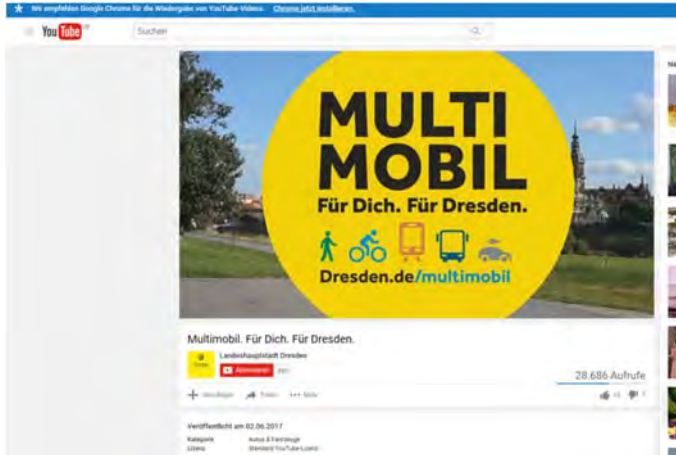 Wir empfehlen Google Chrome für die Wiedergabe von YouTube-Videos. Chrome jetzt installieren.
YouTube
Suchen
MULTI
MOBIL
Für Dich. Für Dresden.
Dresden.de/multimobil
Multimobil. Für Dich. Für Dresden.
Landeshauptstadt Dresden
Abonnieren
28.686 Aufrufe
Hinzufügen Teilen Mehr
Veröffentlicht am 02.06.2017
Kategorie Autos & Fahrzeuge
Lizenz Standard-YouTube-Lizenz